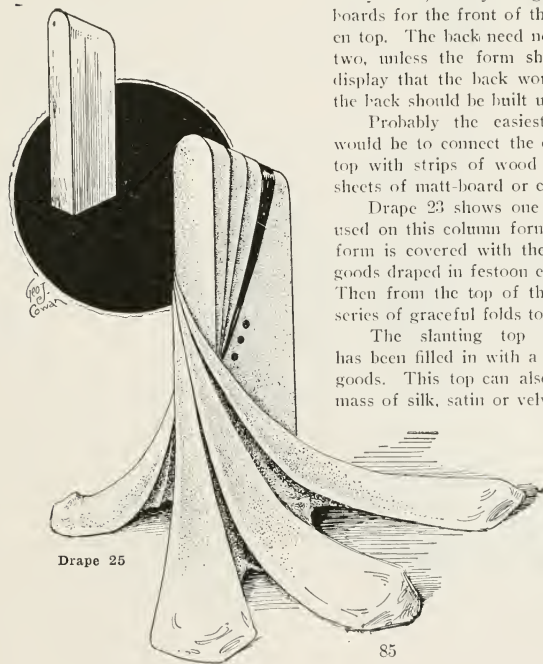 boards for the front of th
en top. The back need n
two, unless the form sh
display that the back wor
the back should be built u
Probably the easiest
would be to connect the
top with strips of wood
sheets of matt-board or c
Drape 23 shows one
used on this column form
form is covered with the
goods draped in festoon e
Then from the top of th
series of graceful folds to
The slanting top
has been filled in with a
goods. This top can also
mass of silk, satin or vel
Geo J.
Cowan
Drape 25
85